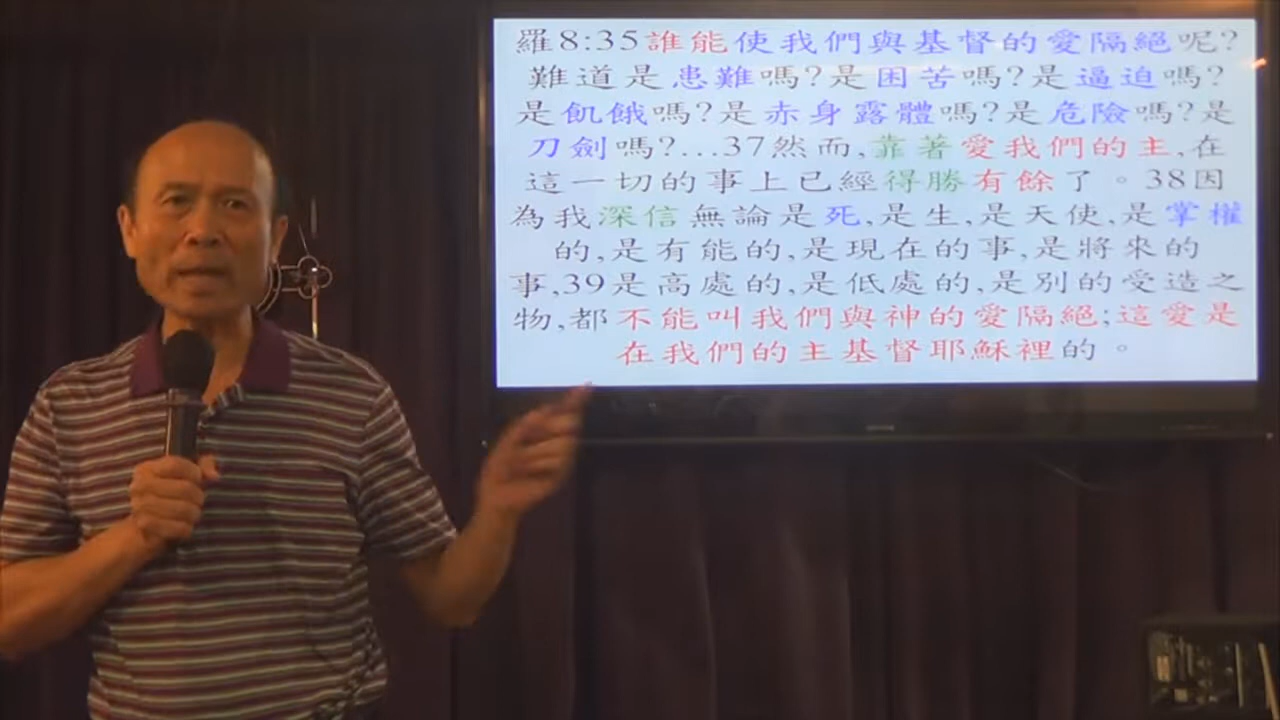 羅8:35誰能使我們與基督的愛隔絕呢?
難道是患難嗎?是困苦嗎?是逼迫嗎?
是飢餓嗎?是赤身露體嗎?是危險嗎?是
刀劍嗎?...37然而,靠著愛我們的主,在
這一切的事上已經得勝有餘了。38因
為我深信無論是死,是生,是天使,是掌權
的,是有能的,是現在的事,是將來的
事,39是高處的,是低處的,是別的受造之
物,都不能叫我們與神的愛隔絕;這愛是
在我們的主基督耶穌裡的。